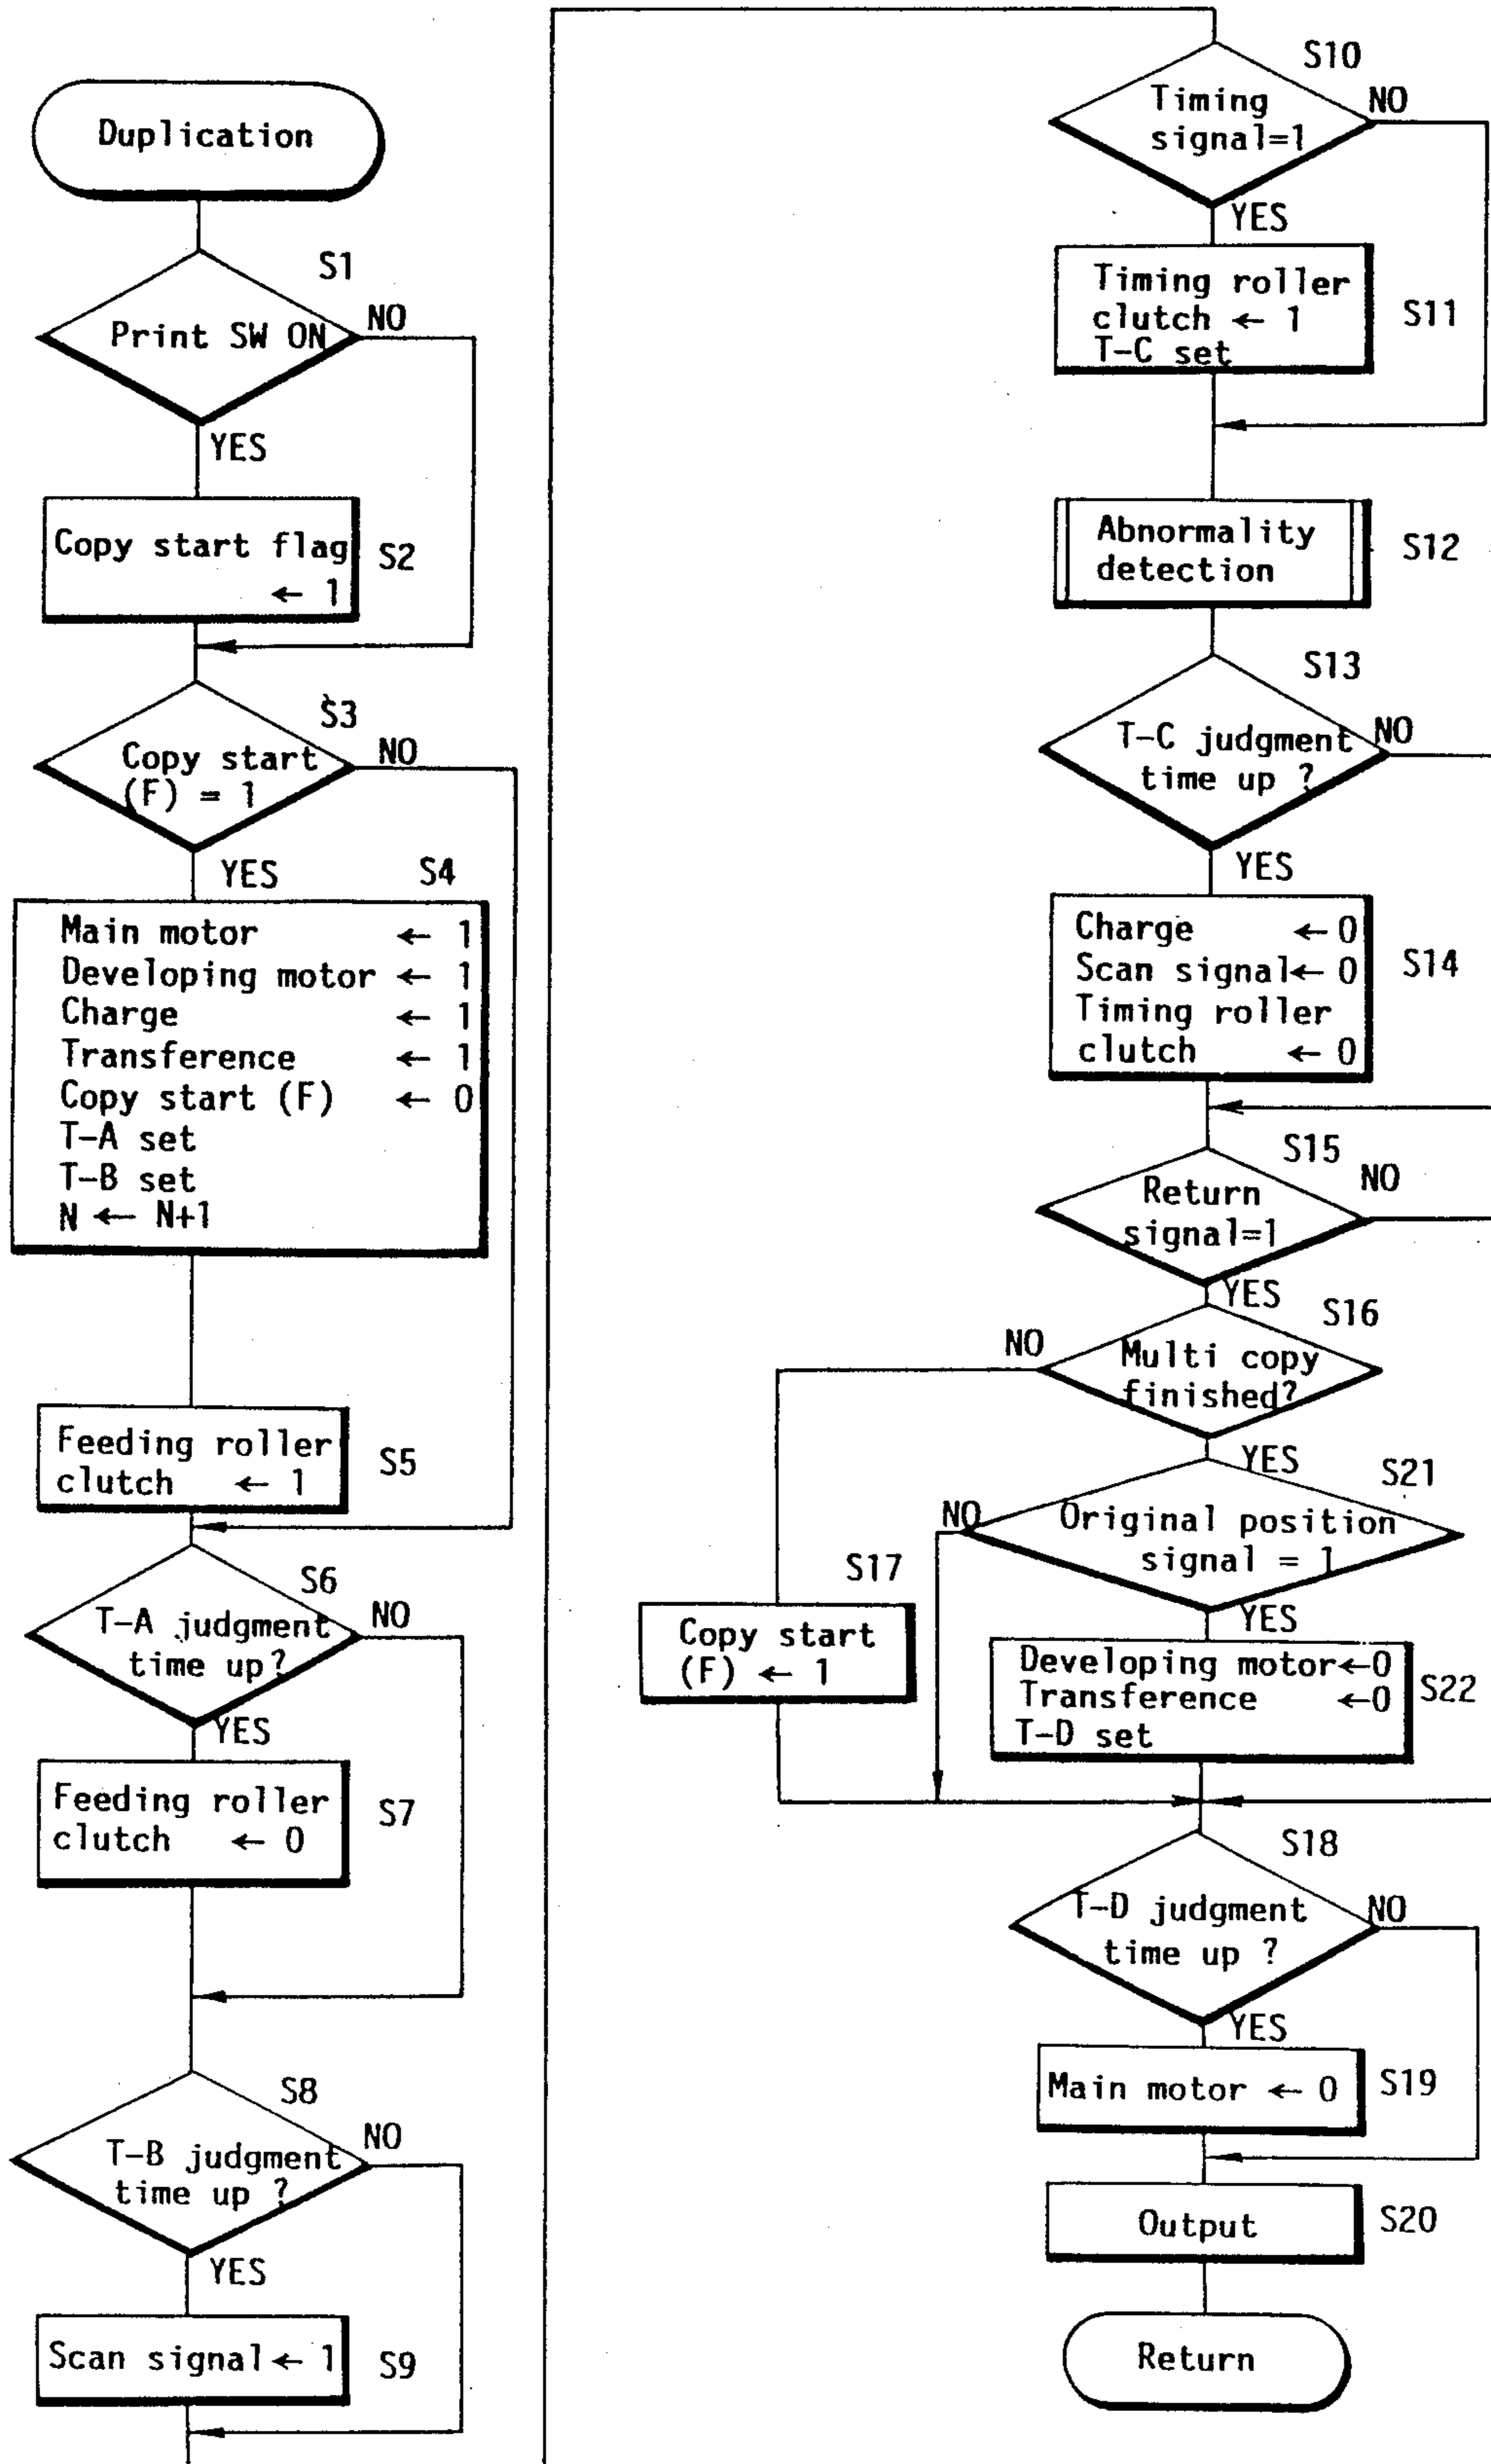 Duplication
S1
Print SW ON
NO
YES
Copy start flag
← 1
S2
S3
Copy start
(F) = 1
NO
YES
S4
Main motor ← 1
Developing motor ← 1
Charge ← 1
Transference ← 1
Copy start (F) ← 0
T-A set
T-B set
N ← N+1
Feeding roller
clutch ← 1
S5
S6
T-A judgment
time up?
NO
YES
Feeding roller
clutch ← 0
S7
S8
T-B judgment
time up ?
NO
YES
Scan signal ← 1
S9
S10
Timing
signal=1
NO
YES
Timing roller
clutch ← 1
T-C set
S11
Abnormality
detection
S12
S13
T-C judgment
time up ?
NO
YES
Charge ← 0
Scan signal ← 0
Timing roller
clutch ← 0
S14
S15
Return
signal=1
NO
YES
S16
Multi copy
finished?
NO
YES
S21
Original position
signal = 1
NO
YES
S17
Copy start
(F) ← 1
Developing motor ←0
Transference ←0
T-D set
S22
S18
T-D judgment
time up ?
NO
YES
Main motor ← 0
S19
Output
S20
Return